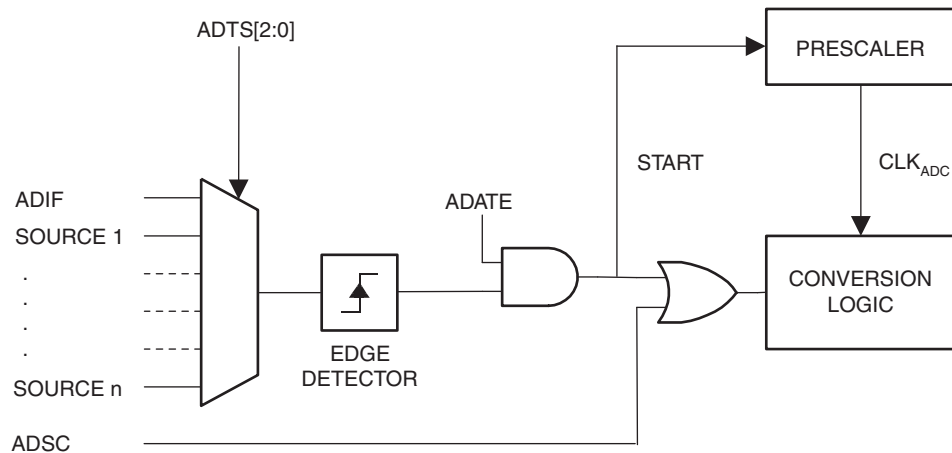 ADTS[2:0]
PRESCALER
START
CLKADC
ADIF
ADATE
SOURCE 1
.
.
.
.
CONVERSION
LOGIC
EDGE
DETECTOR
SOURCE n
ADSC